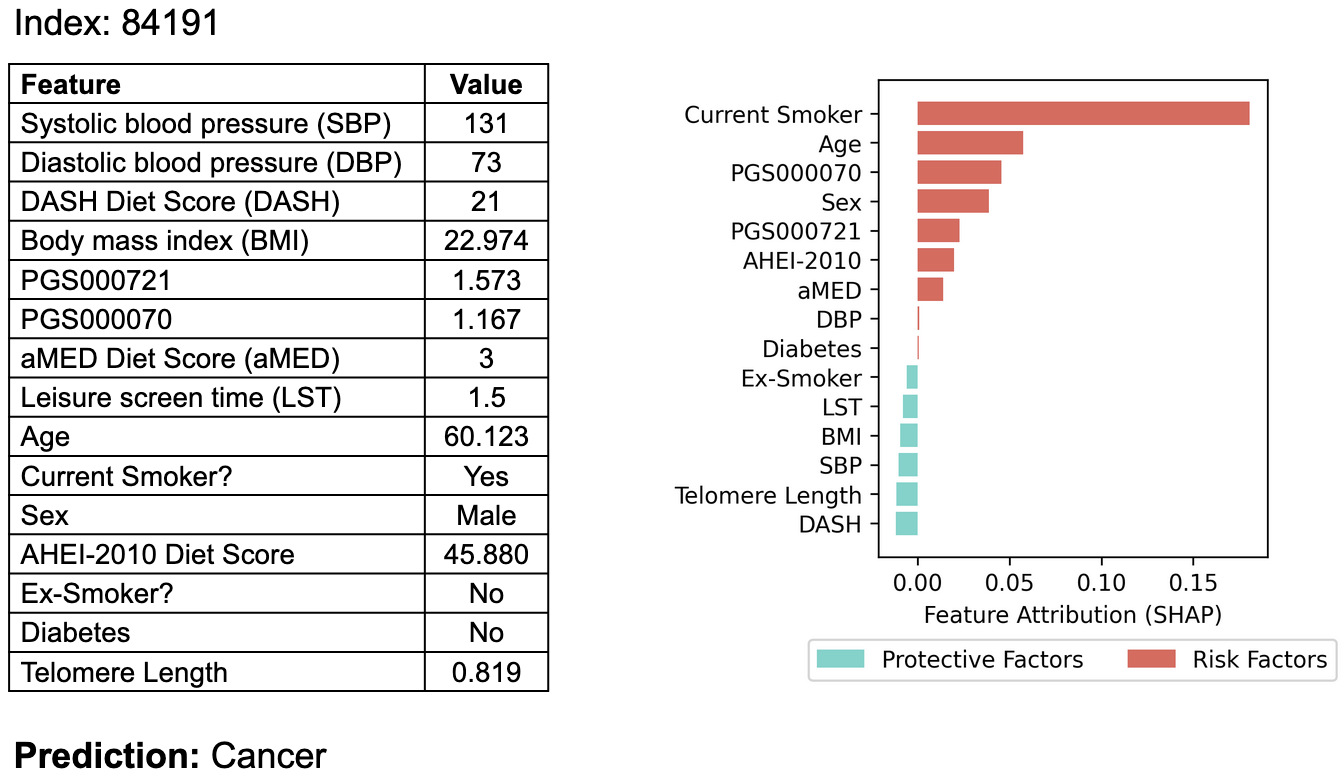 Index: 84191
Feature Value
Systolic blood pressure (SBP) 131
Diastolic blood pressure (DBP) 73
DASH Diet Score (DASH) 21
Body mass index (BMI) 22.974
PGS000721 1.573
PGS000070 1.167
aMED Diet Score (aMED) 3
Leisure screen time (LST) 1.5
Age 60.123
Current Smoker? Yes
Sex Male
AHEI-2010 Diet Score 45.880
Ex-Smoker? No
Diabetes No
Telomere Length 0.819
Prediction: Cancer
Current Smoker
Age
PGS000070
Sex
PGS000721
AHEI-2010
aMED
DBP
Diabetes
Ex-Smoker
LST
BMI
SBP
Telomere Length
DASH
0.00 0.05 0.10 0.15
Feature Attribution (SHAP)
Protective Factors Risk Factors